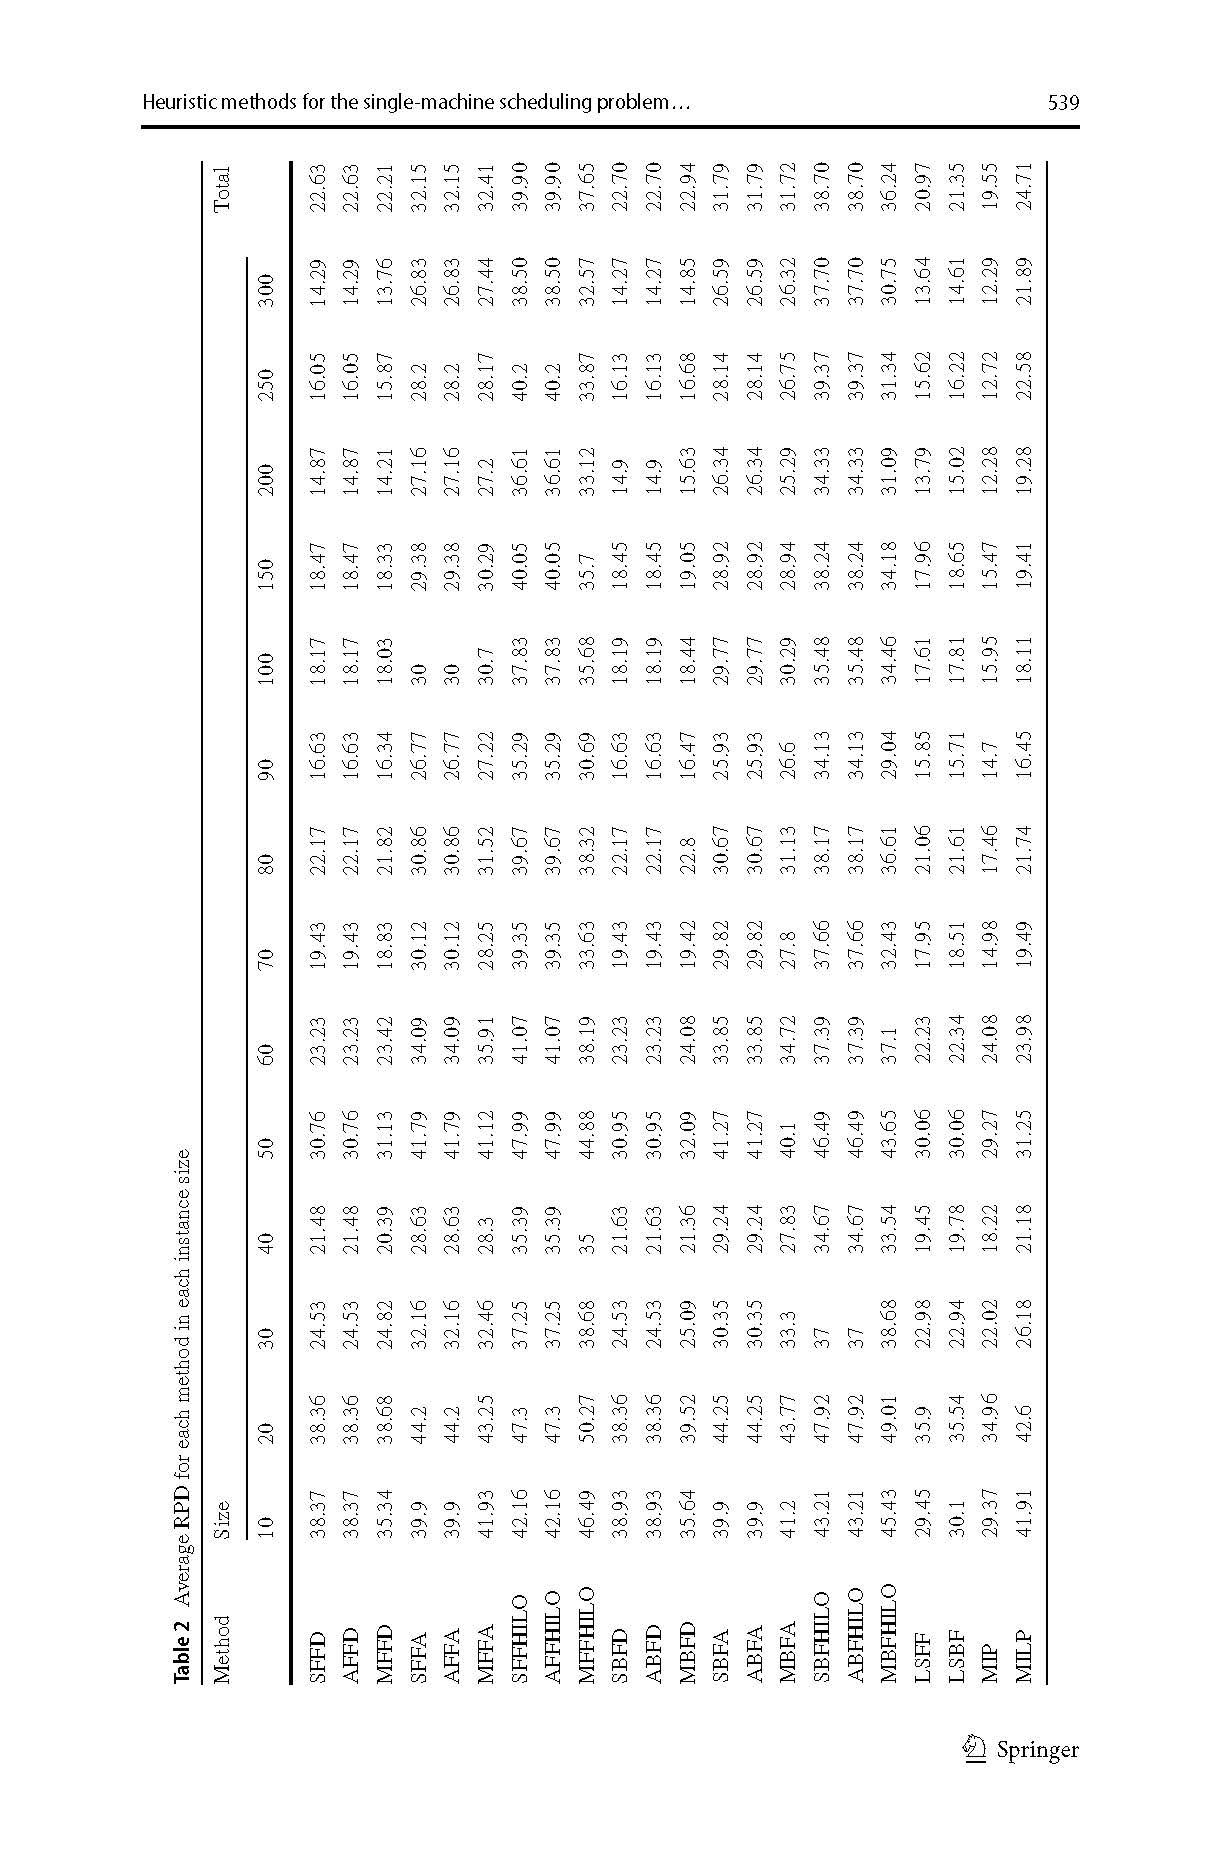 Table 2 Average RPD for each method in each instance size
Method Size Total
10 20 30 40 50 60 70 80 90 100 150 200 250 300
SFFD 38.37 38.36 24.53 21.48 30.76 23.23 19.43 22.17 16.63 18.17 18.47 14.87 16.05 14.29 22.63
AFFD 38.37 38.36 24.53 21.48 30.76 23.23 19.43 22.17 16.63 18.17 18.47 14.87 16.05 14.29 22.63
MFFD 35.34 38.68 24.82 20.39 31.13 23.42 18.83 21.82 16.34 18.03 18.33 14.21 15.87 13.76 22.21
SFFA 39.9 44.2 32.16 28.63 41.79 34.09 30.12 30.86 26.77 30 29.38 27.16 28.2 26.83 32.15
AFFA 39.9 44.2 32.16 28.63 41.79 34.09 30.12 30.86 26.77 30 29.38 27.16 28.2 26.83 32.15
MFFA 41.93 43.25 32.46 28.3 41.12 35.91 28.25 31.52 27.22 30.7 30.29 27.2 28.17 27.44 32.41
SFFHILO 42.16 47.3 37.25 35.39 47.99 41.07 39.35 39.67 35.29 37.83 40.05 36.61 40.2 38.50 39.90
AFFHILO 42.16 47.3 37.25 35.39 47.99 41.07 39.35 39.67 35.29 37.83 40.05 36.61 40.2 38.50 39.90
MFFHILO 46.49 50.27 38.68 35 44.88 38.19 33.63 38.32 30.69 35.68 35.7 33.12 33.87 32.57 37.65
SBFD 38.93 38.36 24.53 21.63 30.95 23.23 19.43 22.17 16.63 18.19 18.45 14.9 16.13 14.27 22.70
ABFD 38.93 38.36 24.53 21.63 30.95 23.23 19.43 22.17 16.63 18.19 18.45 14.9 16.13 14.27 22.70
MBFD 35.64 39.52 25.09 21.36 32.09 24.08 19.42 22.8 16.47 18.44 19.05 15.63 16.68 14.85 22.94
SBFA 39.9 44.25 30.35 29.24 41.27 33.85 29.82 30.67 25.93 29.77 28.92 26.34 28.14 26.59 31.79
ABFA 39.9 44.25 30.35 29.24 41.27 33.85 29.82 30.67 25.93 29.77 28.92 26.34 28.14 26.59 31.79
MBFA 41.2 43.77 33.3 27.83 40.1 34.72 27.8 31.13 26.6 30.29 28.94 25.29 26.75 26.32 31.72
SBFHILO 43.21 47.92 37 34.67 46.49 37.39 37.66 38.17 34.13 35.48 38.24 34.33 39.37 37.70 38.70
ABFHILO 43.21 47.92 37 34.67 46.49 37.39 37.66 38.17 34.13 35.48 38.24 34.33 39.37 37.70 38.70
MBFHILO 45.43 49.01 38.68 33.54 43.65 37.1 32.43 36.61 29.04 34.46 34.18 31.09 31.34 30.75 36.24
LSFF 29.45 35.9 22.98 19.45 30.06 22.23 17.95 21.06 15.85 17.61 17.96 13.79 15.62 13.64 20.97
LSBF 30.1 35.54 22.94 19.78 30.06 22.34 18.51 21.61 15.71 17.81 18.65 15.02 16.22 14.61 21.35
MIP 29.37 34.96 22.02 18.22 29.27 24.08 14.98 17.46 14.7 15.95 15.47 12.28 12.72 12.29 19.55
MILP 41.91 42.6 26.18 21.18 31.25 23.98 19.49 21.74 16.45 18.11 19.41 19.28 22.58 21.89 24.71
Heuristic methods for the single-machine scheduling problem…
539
Springer